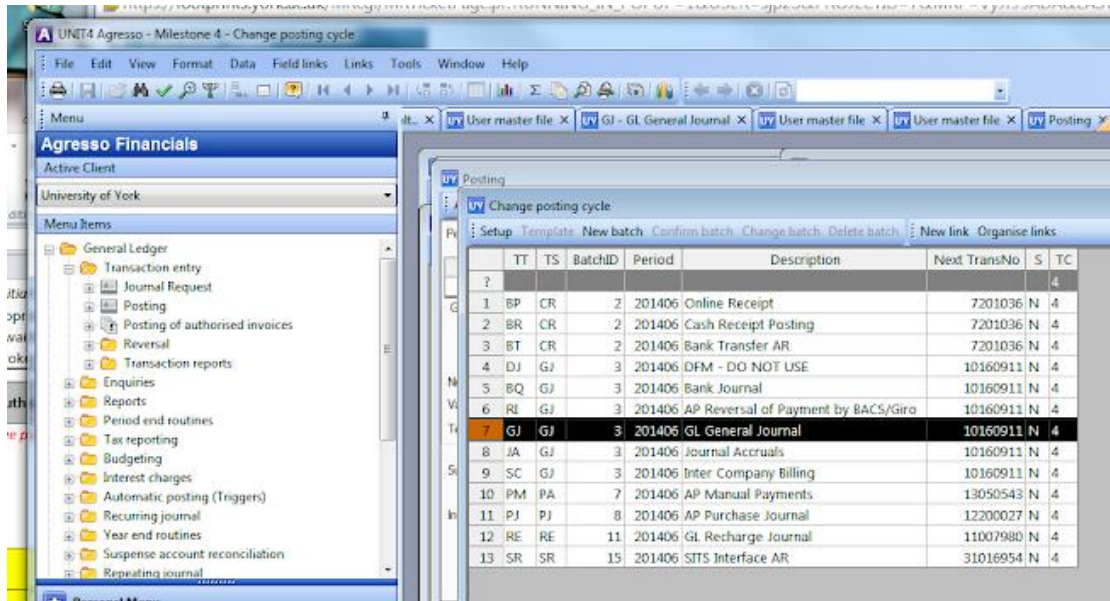 UNIT4 Agresso - Milestone 4 - Change posting cycle
File Edit View Format Data Field links Links Tools Window Help
Menu
User master file GJ - GL General Journal User master file User master file Posting
Agresso Financials
Active Client
University of York
Menu Items
General Ledger
Transaction entry
Journal Request
Posting
Posting of authorised invoices
Reversal
Transaction reports
Enquiries
Reports
Period end routines
Tax reporting
Budgeting
Interest charges
Automatic posting (Triggers)
Recurring journal
Year end routines
Suspense account reconciliation
Repeating journal
Posting
Change posting cycle
Setup Template New batch Confirm batch Change batch Delete batch New link Organise links
TT TS BatchID Period Description Next TransNo S TC
? 4
1 BP CR 2 201406 Online Receipt 7201036 N 4
2 BR CR 2 201406 Cash Receipt Posting 7201036 N 4
3 BT CR 2 201406 Bank Transfer AR 7201036 N 4
4 DJ GJ 3 201406 DFM - DO NOT USE 10160911 N 4
5 BQ GJ 3 201406 Bank Journal 10160911 N 4
6 RI GJ 3 201406 AP Reversal of Payment by BACS/Giro 10160911 N 4
7 GJ GJ 3 201406 GL General Journal 10160911 N 4
8 JA GJ 3 201406 Journal Accruals 10160911 N 4
9 SC GJ 3 201406 Inter Company Billing 10160911 N 4
10 PM PA 7 201406 AP Manual Payments 13050543 N 4
11 PJ PJ 8 201406 AP Purchase Journal 12200027 N 4
12 RE RE 11 201406 GL Recharge Journal 11007980 N 4
13 SR SR 15 201406 SITS Interface AR 31016954 N 4